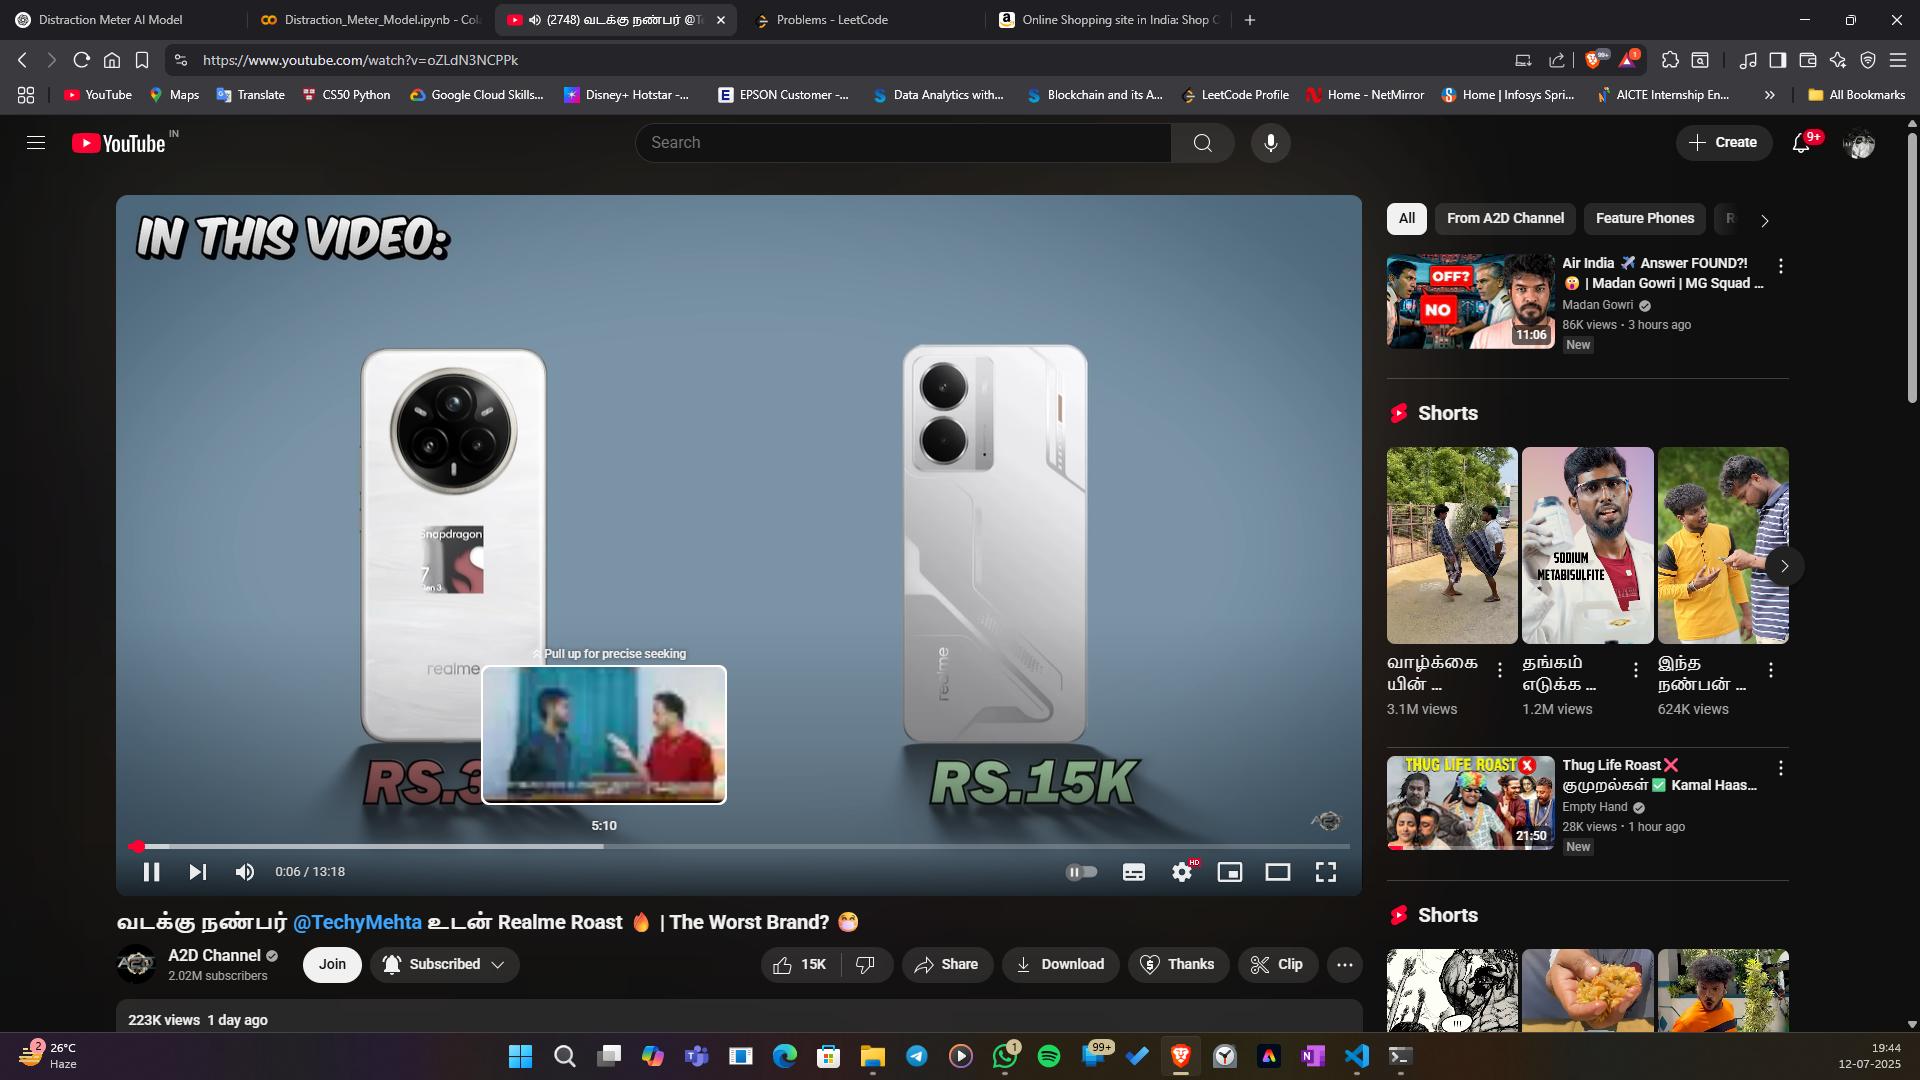 Distraction Meter AI Model
Distraction_Meter_Model.ipynb - Col
(2748) வடக்கு நண்பர் @Te
Problems - LeetCode
Online Shopping site in India: Shop O
https://www.youtube.com/watch?v=oZLdN3NCPPk
99+
1
YouTube
Maps
Translate
CS50 Python
Google Cloud Skills...
Disney+ Hotstar -...
EPSON Customer -...
Data Analytics with...
Blockchain and its A...
LeetCode Profile
Home - NetMirror
Home | Infosys Spri...
AICTE Internship En...
All Bookmarks
YouTube IN
Search
Create
9+
IN THIS VIDEO:
Snapdragon
7
Gen 3
realme
realme
Pull up for precise seeking
RS.3
RS.15K
5:10
A2D
0:06 / 13:18
HD
வடக்கு நண்பர் @TechyMehta உடன் Realme Roast 🔥 | The Worst Brand? 😷
A2D Channel
2.02M subscribers
Join
Subscribed
15K
Share
Download
Thanks
Clip
223K views 1 day ago
All
From A2D Channel
Feature Phones
OFF?
NO
11:06
Air India ✈️ Answer FOUND?!
😱 | Madan Gowri | MG Squad ...
Madan Gowri
86K views • 3 hours ago
New
Shorts
SODIUM
METABISULFITE
வாழ்க்கை
யின் ...
3.1M views
தங்கம்
எடுக்க ...
1.2M views
இந்த
நண்பன் ...
624K views
THUG LIFE ROAST
21:50
Thug Life Roast❌
குமுறல்கள்✅ Kamal Haas...
Empty Hand
28K views • 1 hour ago
New
Shorts
!!!
2
26°C
Haze
1
99+
19:44
12-07-2025